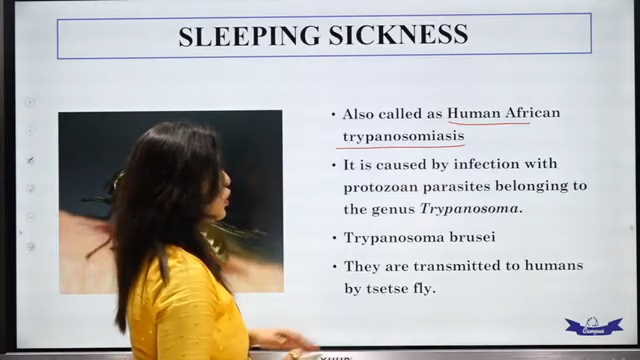 SLEEPING SICKNESS
• Also called as Human African
trypanosomiasis
• It is caused by infection with
protozoan parasites belonging to
the genus Trypanosoma.
• Trypanosoma brusei
• They are transmitted to humans
by tsetse fly.
Campus